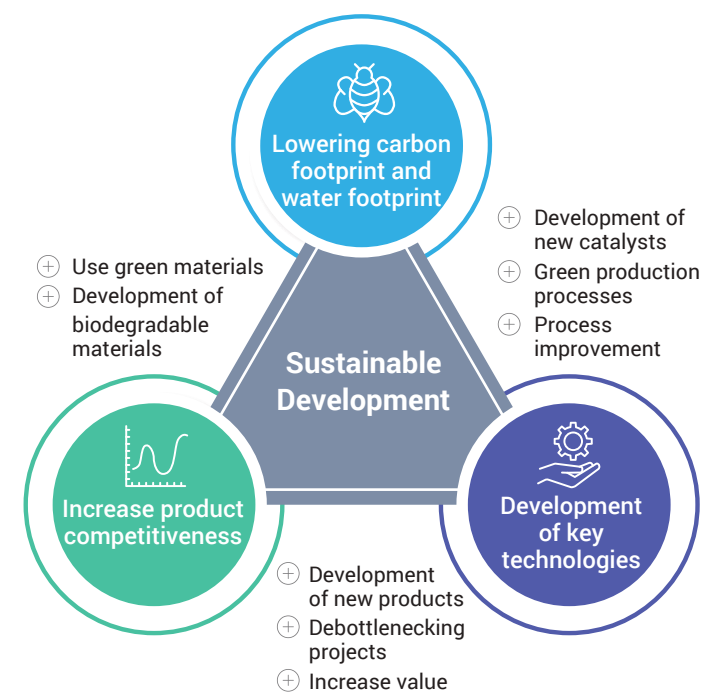 Lowering carbon
footprint and
water footprint
Development of
new catalysts
Green production
processes
Process
improvement
Use green materials
Development of
biodegradable
materials
Sustainable
Development
Increase product
competitiveness
Development
of key
technologies
Development
of new products
Debottlenecking
projects
Increase value